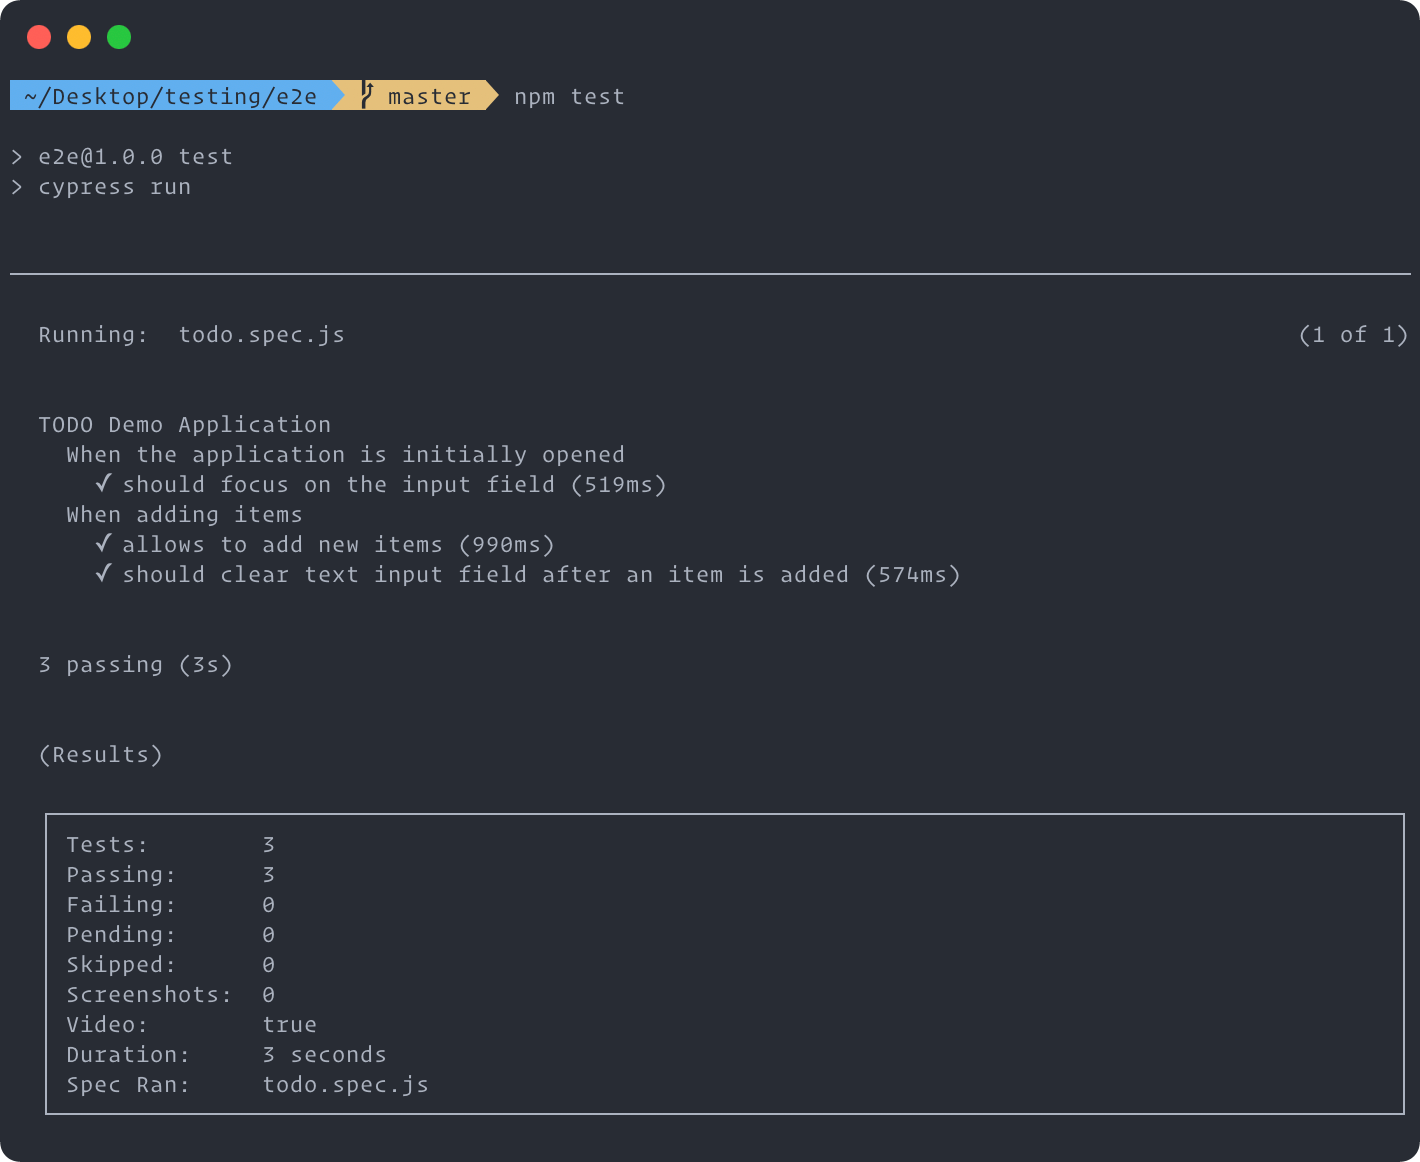 ~/Desktop/testing/e2e master npm test
> e2e@1.0.0 test
> cypress run
Running: todo.spec.js (1 of 1)
TODO Demo Application
When the application is initially opened
✓ should focus on the input field (519ms)
When adding items
✓ allows to add new items (990ms)
✓ should clear text input field after an item is added (574ms)
3 passing (3s)
(Results)
Tests: 3
Passing: 3
Failing: 0
Pending: 0
Skipped: 0
Screenshots: 0
Video: true
Duration: 3 seconds
Spec Ran: todo.spec.js